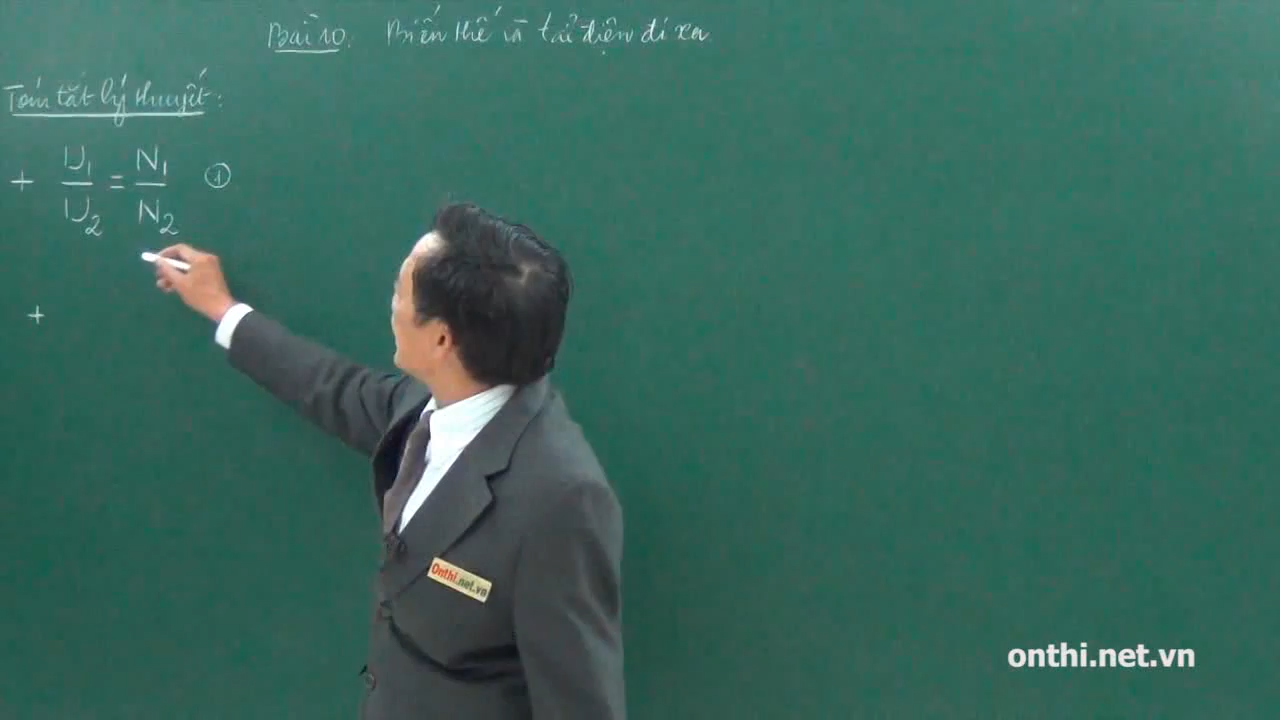 Bài 10. Biến thế và tải điện đi xa.
Tóm tắt lý thuyết:
+ U1/U2 = N1/N2 ①
+
Onthi.net.vn
onthi.net.vn